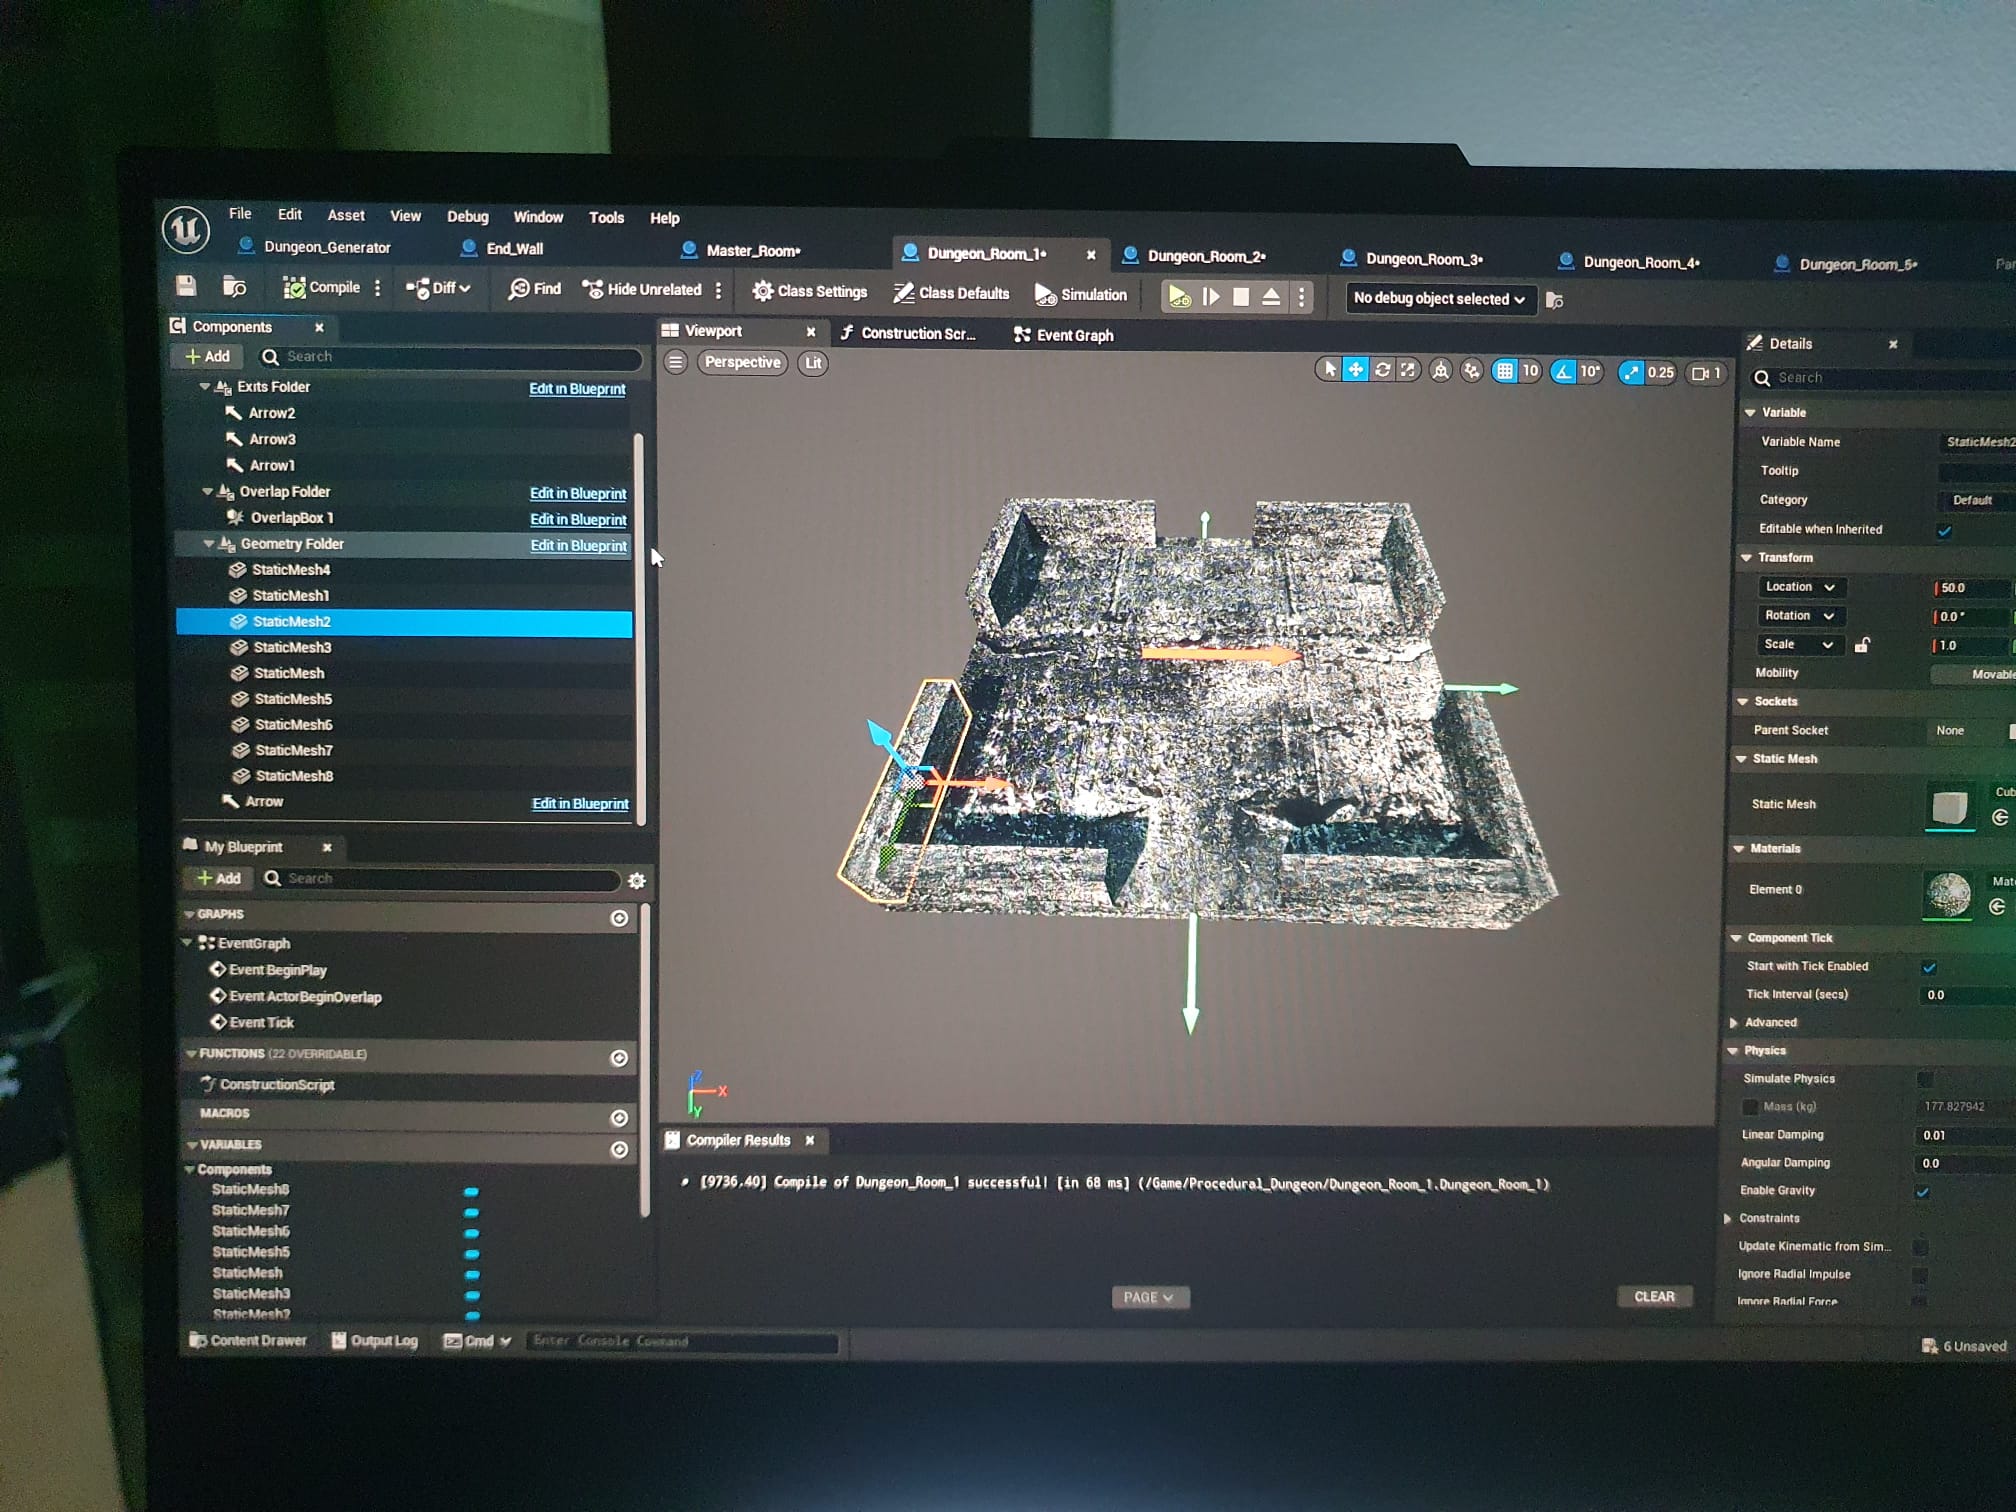 File Edit Asset View Debug Window Tools Help
Dungeon_Generator End_Wall Master_Room• Dungeon_Room_1• Dungeon_Room_2• Dungeon_Room_3• Dungeon_Room_4• Dungeon_Room_5• Par
Compile Diff Find Hide Unrelated Class Settings Class Defaults Simulation No debug object selected
Components
Add Search
Exits Folder Edit in Blueprint
Arrow2
Arrow3
Arrow1
Overlap Folder Edit in Blueprint
OverlapBox 1 Edit in Blueprint
Geometry Folder Edit in Blueprint
StaticMesh4
StaticMesh1
StaticMesh2
StaticMesh3
StaticMesh
StaticMesh5
StaticMesh6
StaticMesh7
StaticMesh8
Arrow Edit in Blueprint
My Blueprint
Add Search
GRAPHS
EventGraph
Event BeginPlay
Event ActorBeginOverlap
Event Tick
FUNCTIONS (22 OVERRIDABLE)
ConstructionScript
MACROS
VARIABLES
Components
StaticMesh8
StaticMesh7
StaticMesh6
StaticMesh5
StaticMesh
StaticMesh3
StaticMesh2
Viewport Construction Scr... Event Graph
Perspective Lit 10 10° 0.25 1
Z
X
Y
Compiler Results
[9736,40] Compile of Dungeon_Room_1 successful! [in 68 ms] (/Game/Procedural_Dungeon/Dungeon_Room_1.Dungeon_Room_1)
PAGE CLEAR
Details
Search
Variable
Variable Name StaticMesh2
Tooltip
Category Default
Editable when Inherited
Transform
Location 50.0
Rotation 0.0°
Scale 1.0
Mobility Movable
Sockets
Parent Socket None
Static Mesh
Static Mesh Cub
Materials
Element 0 Mat
Component Tick
Start with Tick Enabled
Tick Interval (secs) 0.0
Advanced
Physics
Simulate Physics
Mass (kg) 177.827942
Linear Damping 0.01
Angular Damping 0.0
Enable Gravity
Constraints
Update Kinematic from Sim...
Ignore Radial Impulse
Ignore Radial Force
Content Drawer Output Log Cmd Enter Console Command 6 Unsaved